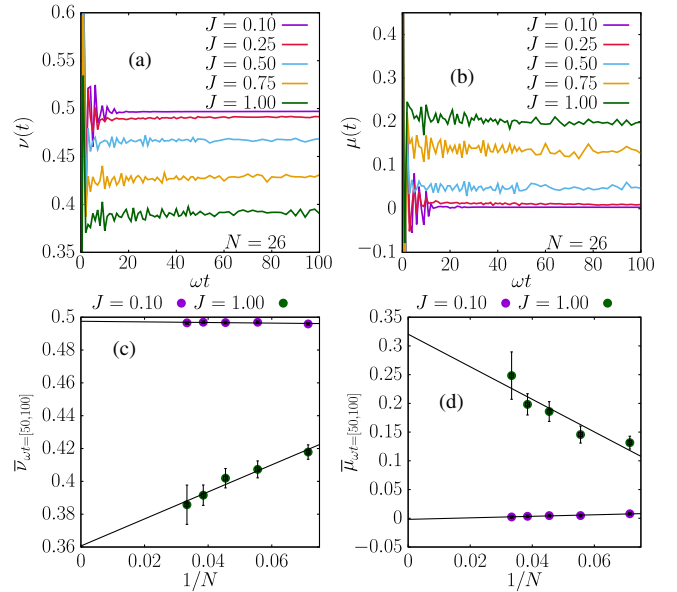 0.6
0.55
0.5
0.45
0.4
0.35
ν(t)
(a)
J = 0.10
J = 0.25
J = 0.50
J = 0.75
J = 1.00
N = 26
0 20 40 60 80 100
ωt
0.4
0.3
0.2
0.1
0
−0.1
μ(t)
(b)
J = 0.10
J = 0.25
J = 0.50
J = 0.75
J = 1.00
N = 26
0 20 40 60 80 100
ωt
J = 0.10 J = 1.00
0.5
0.48
0.46
0.44
0.42
0.4
0.38
0.36
ν̅ωt=[50,100]
(c)
0 0.02 0.04 0.06
1/N
J = 0.10 J = 1.00
0.35
0.3
0.25
0.2
0.15
0.1
0.05
0
−0.05
μ̅ωt=[50,100]
(d)
0 0.02 0.04 0.06
1/N